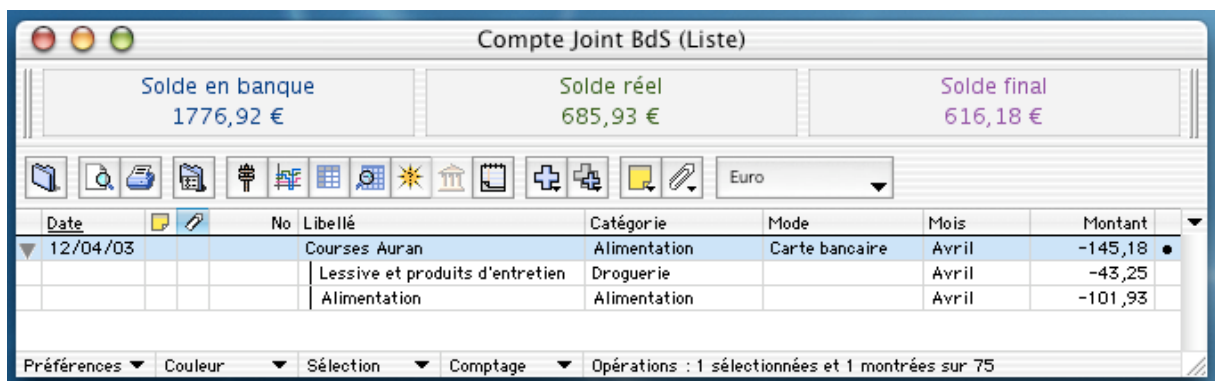 Compte Joint BdS (Liste)
Solde en banque Solde réel Solde final
1776,92 € 685,93 € 616,18 €
Euro
Date No Libellé Catégorie Mode Mois Montant
12/04/03 Courses Auran Alimentation Carte bancaire Avril -145,18
Lessive et produits d'entretien Droguerie Avril -43,25
Alimentation Alimentation Avril -101,93
Préférences Couleur Sélection Comptage Opérations : 1 sélectionnées et 1 montrées sur 75